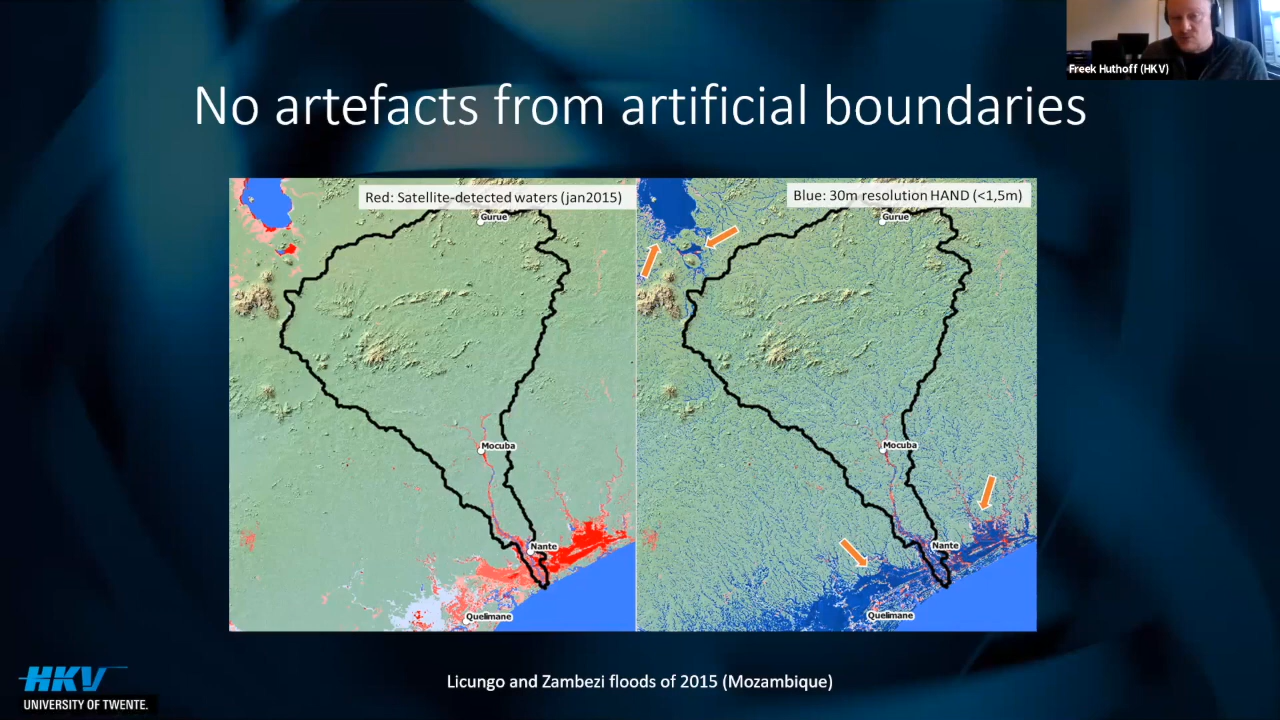 Freek Huthoff (HKV)
No artefacts from artificial boundaries
Red: Satellite-detected waters (jan2015)
Blue: 30m resolution HAND (<1,5m)
Gurue
Gurue
Mocuba
Mocuba
Nante
Nante
Quelimane
Quelimane
Licungo and Zambezi floods of 2015 (Mozambique)
HKV
UNIVERSITY OF TWENTE.